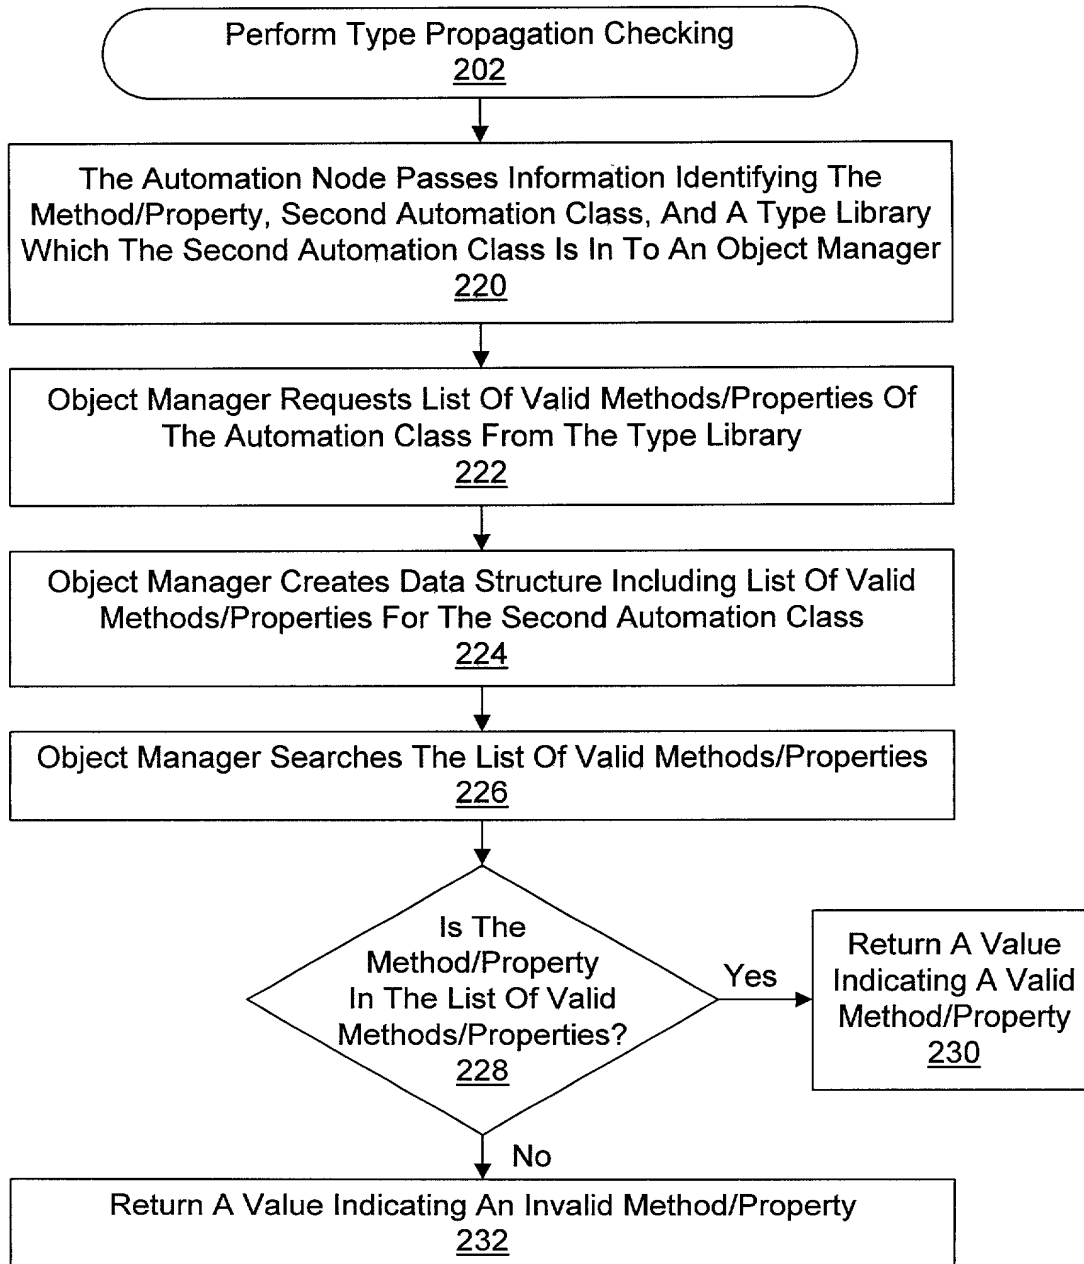 Perform Type Propagation Checking
202
The Automation Node Passes Information Identifying The
Method/Property, Second Automation Class, And A Type Library
Which The Second Automation Class Is In To An Object Manager
220
Object Manager Requests List Of Valid Methods/Properties Of
The Automation Class From The Type Library
222
Object Manager Creates Data Structure Including List Of Valid
Methods/Properties For The Second Automation Class
224
Object Manager Searches The List Of Valid Methods/Properties
226
Is The
Method/Property
In The List Of Valid
Methods/Properties?
228
Yes
Return A Value
Indicating A Valid
Method/Property
230
No
Return A Value Indicating An Invalid Method/Property
232